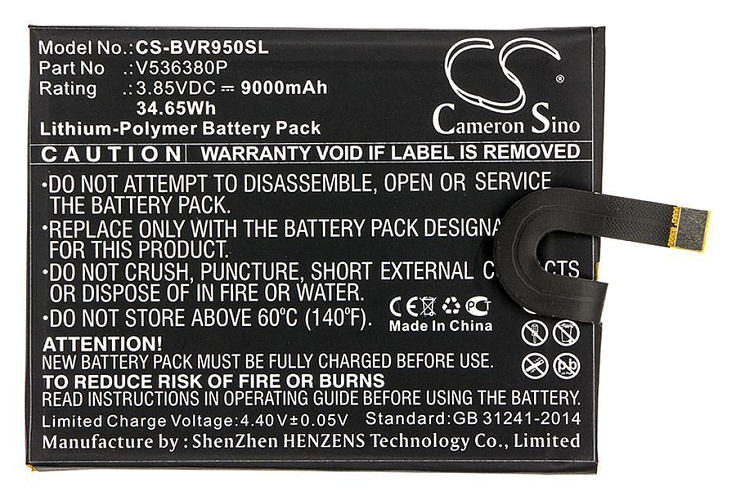 Model No.:CS-BVR950SL
Part No .:V536380P
Rating .:3.85VDC ⎓ 9000mAh
34.65Wh
Lithium-Polymer Battery Pack
CS
®
Cameron Sino
CAUTION WARRANTY VOID IF LABEL IS REMOVED
·DO NOT ATTEMPT TO DISASSEMBLE, OPEN OR SERVICE
THE BATTERY PACK.
·REPLACE ONLY WITH THE BATTERY PACK
FOR THIS PRODUCT.
·DO NOT CRUSH, PUNCTURE, SHORT EXTERNAL
OR DISPOSE OF IN FIRE OR WATER.
·DO NOT STORE ABOVE 60℃ (140℉).
CE
Made In China
ATTENTION!
NEW BATTERY PACK MUST BE FULLY CHARGED BEFORE USE
TO AVOID RISK OF FIRE OR BURNS
READ INSTRUCTIONS IN OPERATING GUIDE BEFORE USING.
Limited Charge Voltage:4.40V±0.05V Standard:GB 31241-2014
Manufacture by:ShenZhen HENZENS Technology Co., Limited